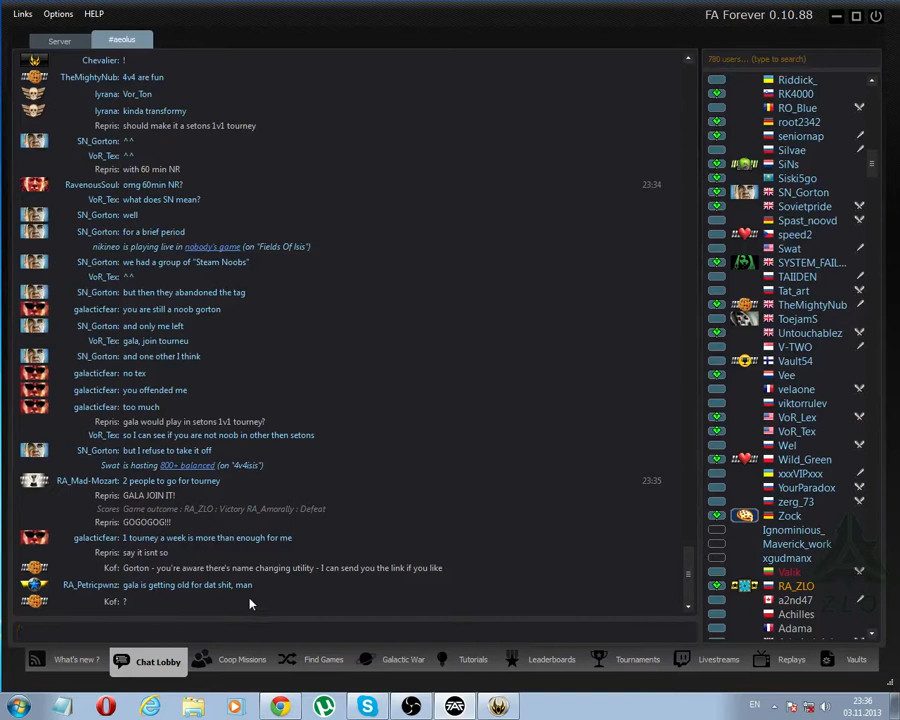 Links Options HELP
FA Forever 0.10.88
Server #aeolus
Chevalier: !
TheMightyNub: 4v4 are fun
lyrana: Vor_Ton
lyrana: kinda transformy
Repris: should make it a setons 1v1 tourney
SN_Gorton: ^^
VoR_Tex: ^^
Repris: with 60 min NR
RavenousSoul: omg 60min NR? 23:34
VoR_Tex: what does SN mean?
SN_Gorton: well
SN_Gorton: for a brief period
nikineo is playing live in nobody's game (on "Fields Of Isis")
SN_Gorton: we had a group of "Steam Noobs"
VoR_Tex: ^^
SN_Gorton: but then they abandoned the tag
galacticfear: you are still a noob gorton
SN_Gorton: and only me left
VoR_Tex: gala, join tourneu
SN_Gorton: and one other I think
galacticfear: no tex
galacticfear: you offended me
galacticfear: too much
Repris: gala would play in setons 1v1 tourney?
VoR_Tex: so I can see if you are not noob in other then setons
SN_Gorton: but I refuse to take it off
Swat is hosting 800+ balanced (on "4v4isis")
RA_Mad-Mozart: 2 people to go for tourney 23:35
Repris: GALA JOIN IT!
Scores Game outcome : RA_ZLO : Victory RA_Amorally : Defeat
Repris: GOGOGOG!!!
galacticfear: 1 tourney a week is more than enough for me
Repris: say it isnt so
Kof: Gorton - you're aware there's name changing utility - I can send you the link if you like
RA_Petricpwnz: gala is getting old for dat shit, man
Kof: ?
780 users... (type to search)
Riddick_
RK4000
RO_Blue
root2342
seniornap
Silvae
SiNs
Siski5go
SN_Gorton
Sovietpride
Spast_noovd
speed2
Swat
SYSTEM_FAIL...
TAIIDEN
Tat_art
TheMightyNub
ToejamS
Untouchablez
V-TWO
Vault54
Vee
velaone
viktorrulev
VoR_Lex
VoR_Tex
Wel
Wild_Green
xxxVIPxxx
YourParadox
zerg_73
Zock
Ignominious_
Maverick_work
xgudmanx
Valik
RA_ZLO
a2nd47
Achilles
Adama
ZLO
What's new ? Chat Lobby Coop Missions Find Games Galactic War Tutorials Leaderboards Tournaments Livestreams Replays Vaults
FAF
EN 23:36
03.11.2013